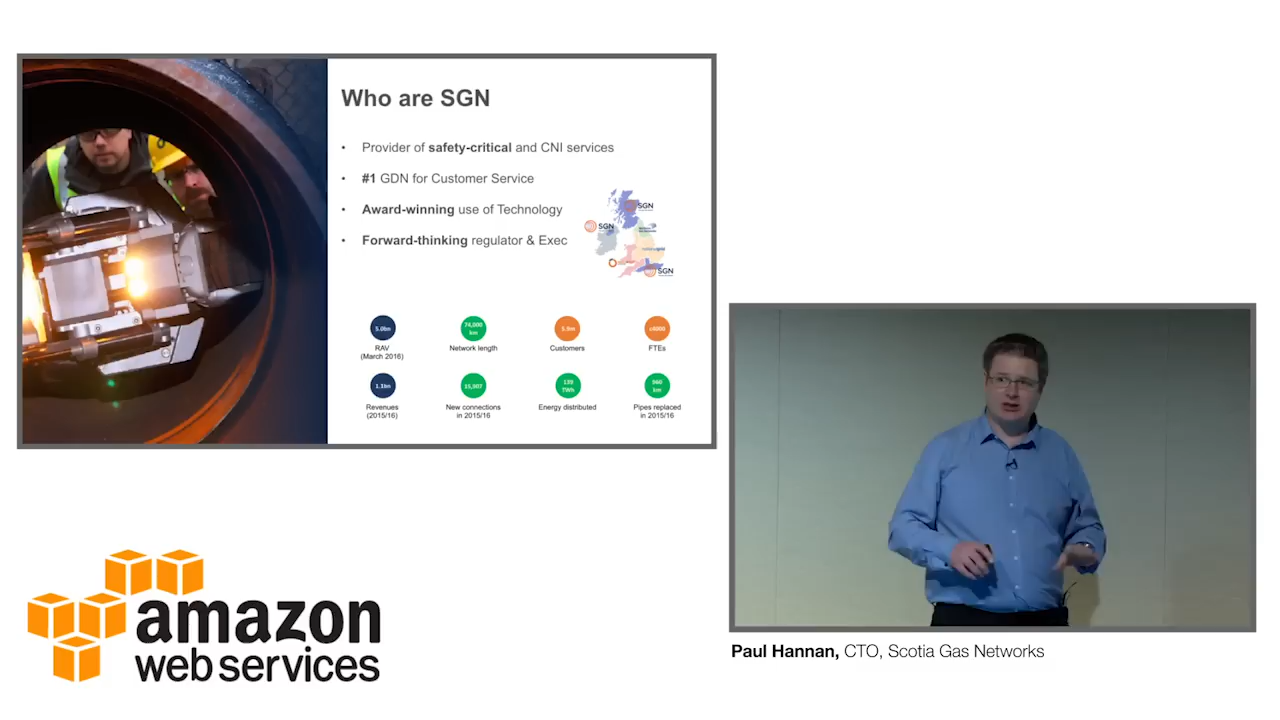 Who are SGN
• Provider of safety-critical and CNI services
• #1 GDN for Customer Service
• Award-winning use of Technology
• Forward-thinking regulator & Exec
SGN
SGN
SGN
5.0bn
74,000
km
5.9m
RAV
(March 2016)
Network length
Customers
FTEs
1.1bn
15,007
139
TWh
960
km
Revenues
(2015/16)
New connections
in 2015/16
Energy distributed
Pipes replaced
in 2015/16
amazon
web services
Paul Hannan, CTO, Scotia Gas Networks